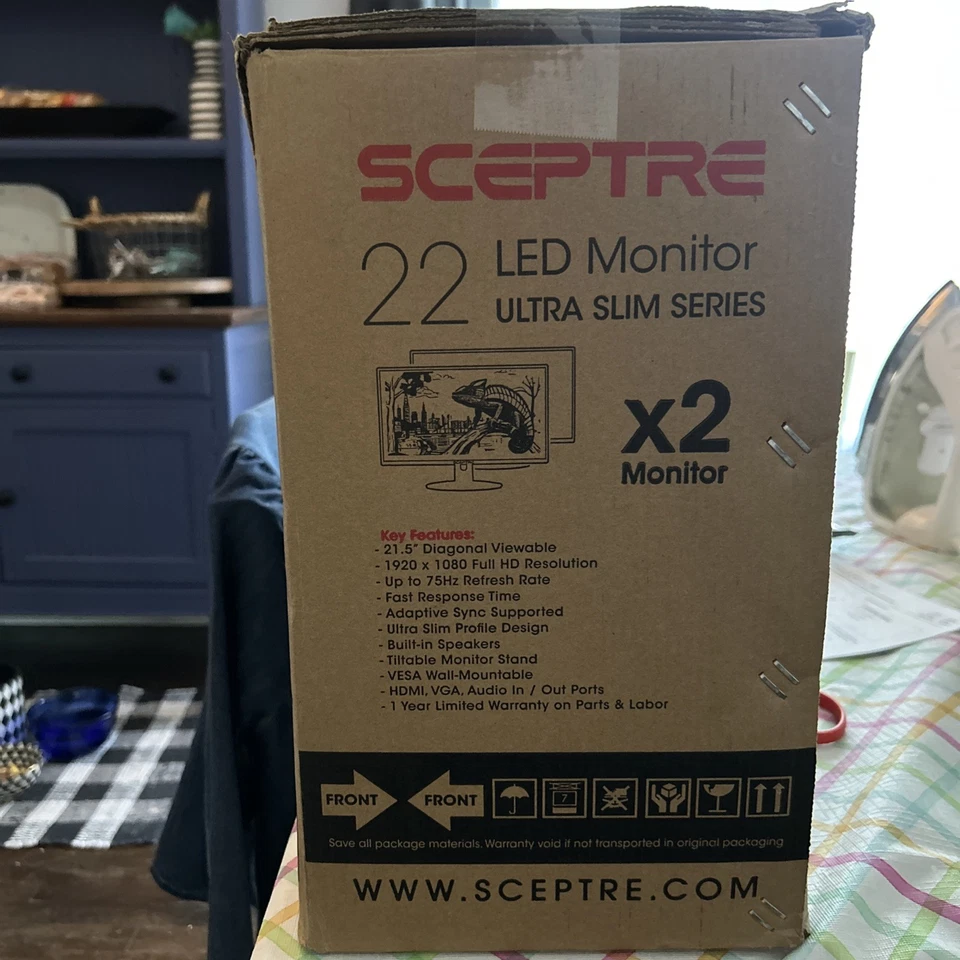 SCEPTRE
22 LED Monitor
ULTRA SLIM SERIES
x2
Monitor
Key Features:
- 21.5" Diagonal Viewable
- 1920 x 1080 Full HD Resolution
- Up to 75Hz Refresh Rate
- Fast Response Time
- Adaptive Sync Supported
- Ultra Slim Profile Design
- Built-in Speakers
- Tiltable Monitor Stand
- VESA Wall-Mountable
- HDMI, VGA, Audio In / Out Ports
- 1 Year Limited Warranty on Parts & Labor
FRONT FRONT 7
Save all package materials. Warranty void if not transported in original packaging
WWW.SCEPTRE.COM